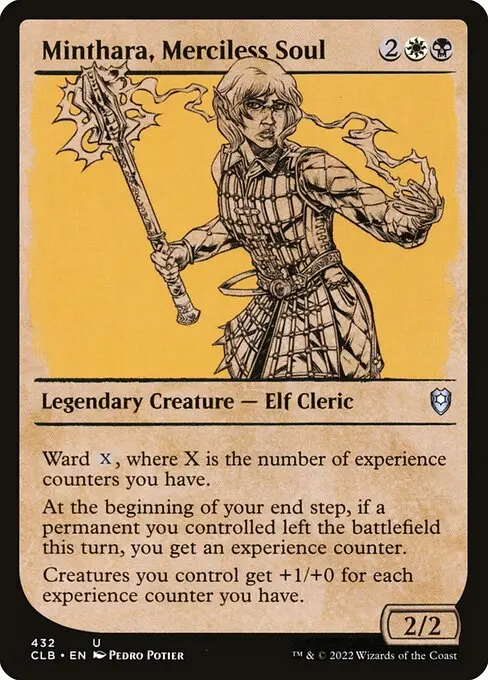 Minthara, Merciless Soul 2
Legendary Creature — Elf Cleric
Ward X, where X is the number of experience
counters you have.
At the beginning of your end step, if a
permanent you controlled left the battlefield
this turn, you get an experience counter.
Creatures you control get +1/+0 for each
experience counter you have.
2/2
432 U
CLB • EN Pedro Potier ™ & © 2022 Wizards of the Coast